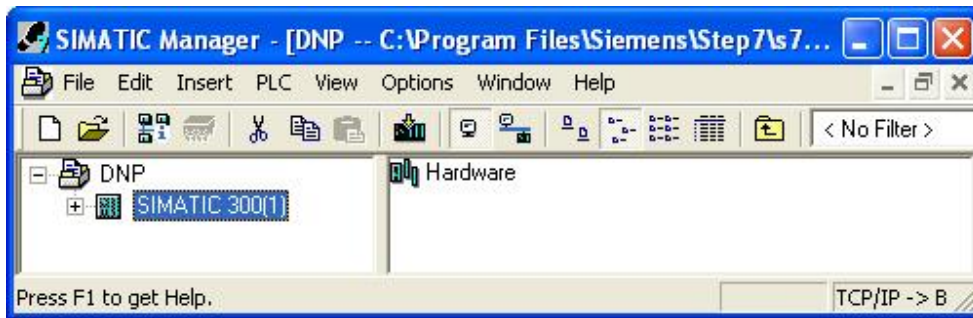 SIMATIC Manager - [DNP -- C:\Program Files\Siemens\Step7\s7...
File Edit Insert PLC View Options Window Help
< No Filter >
DNP
SIMATIC 300(1)
Hardware
Press F1 to get Help.
TCP/IP -> B